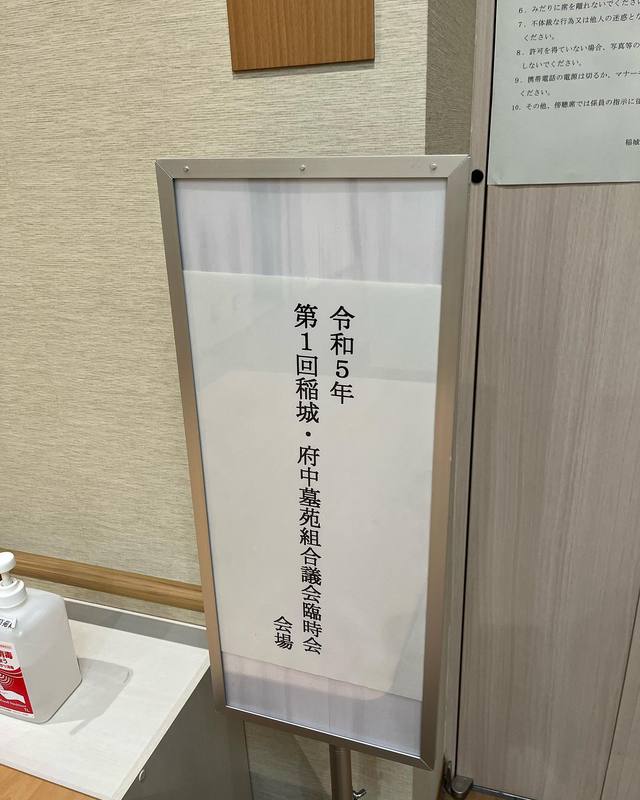 令和5年
第1回稲城・府中墓苑組合議会臨時会
会場
6．みだりに席を離れないでくださ
7．不体裁な行為又は他人の迷惑と
ください。
8．許可を得ていない場合、写真等の
しないでください。
9．携帯電話の電源は切るか、マナー
ください。
10．その他、傍聴席では係員の指示に
稲城
消毒